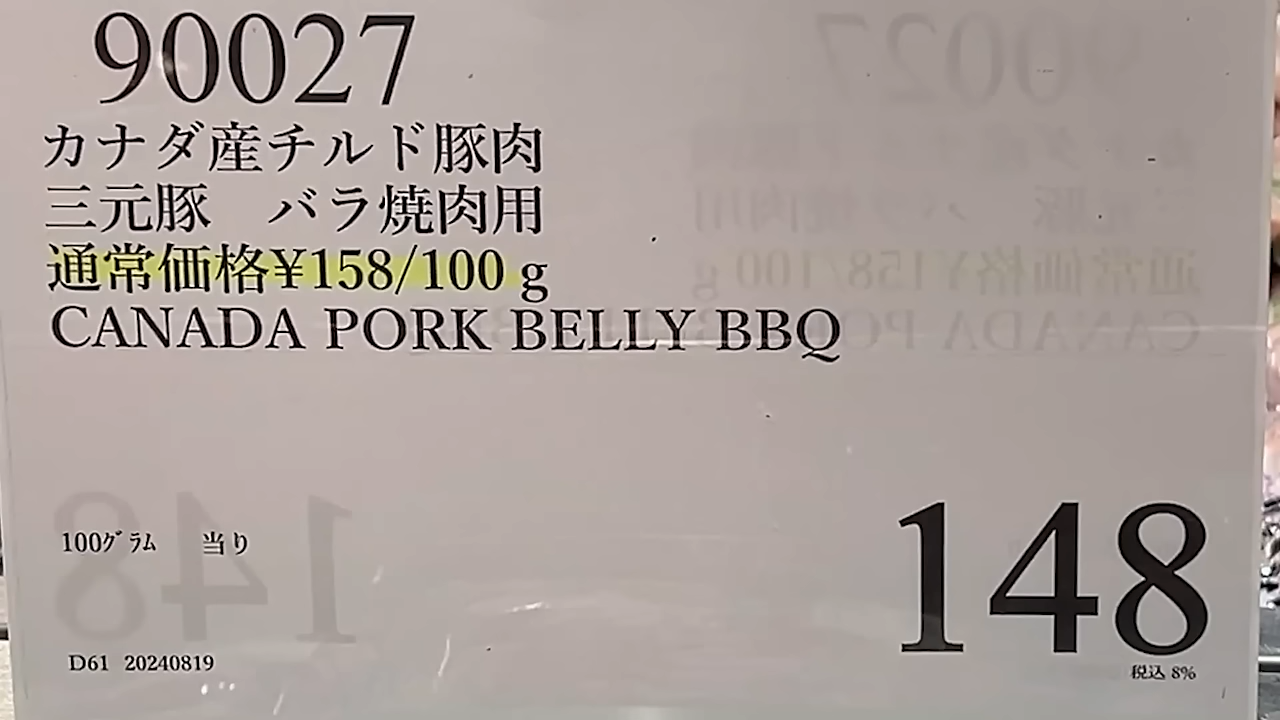 90027
カナダ産チルド豚肉
三元豚　バラ焼肉用
通常価格¥158/100ｇ
CANADA PORK BELLY BBQ
100ｸﾞﾗﾑ　当り
148
税込 8%
D61 20240819